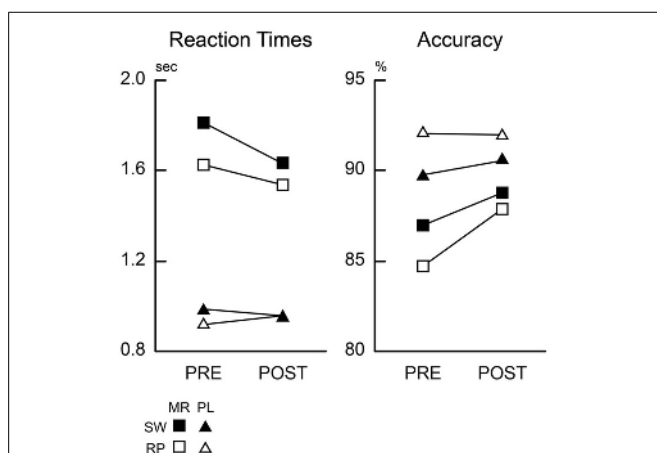 Reaction Times Accuracy
sec %
2.0 95
1.6 90
1.2 85
0.8 80
PRE POST PRE POST
MR PL
SW
RP